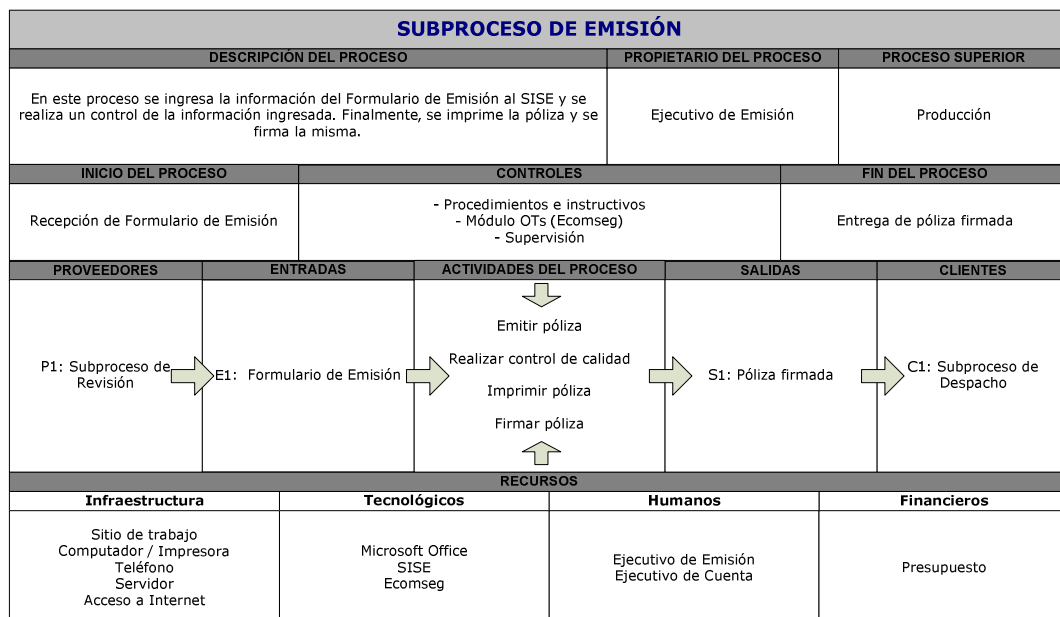 SUBPROCESO DE EMISIÓN
DESCRIPCIÓN DEL PROCESO
PROPIETARIO DEL PROCESO
PROCESO SUPERIOR
En este proceso se ingresa la información del Formulario de Emisión al SISE y se
realiza un control de la información ingresada. Finalmente, se imprime la póliza y se
firma la misma.
Ejecutivo de Emisión
Producción
INICIO DEL PROCESO
CONTROLES
FIN DEL PROCESO
Recepción de Formulario de Emisión
- Procedimientos e instructivos
- Módulo OTs (Ecomseg)
- Supervisión
Entrega de póliza firmada
PROVEEDORES
ENTRADAS
ACTIVIDADES DEL PROCESO
SALIDAS
CLIENTES
P1: Subproceso de
Revisión
E1: Formulario de Emisión
Emitir póliza
Realizar control de calidad
Imprimir póliza
Firmar póliza
S1: Póliza firmada
C1: Subproceso de
Despacho
RECURSOS
Infraestructura
Tecnológicos
Humanos
Financieros
Sitio de trabajo
Computador / Impresora
Teléfono
Servidor
Acceso a Internet
Microsoft Office
SISE
Ecomseg
Ejecutivo de Emisión
Ejecutivo de Cuenta
Presupuesto